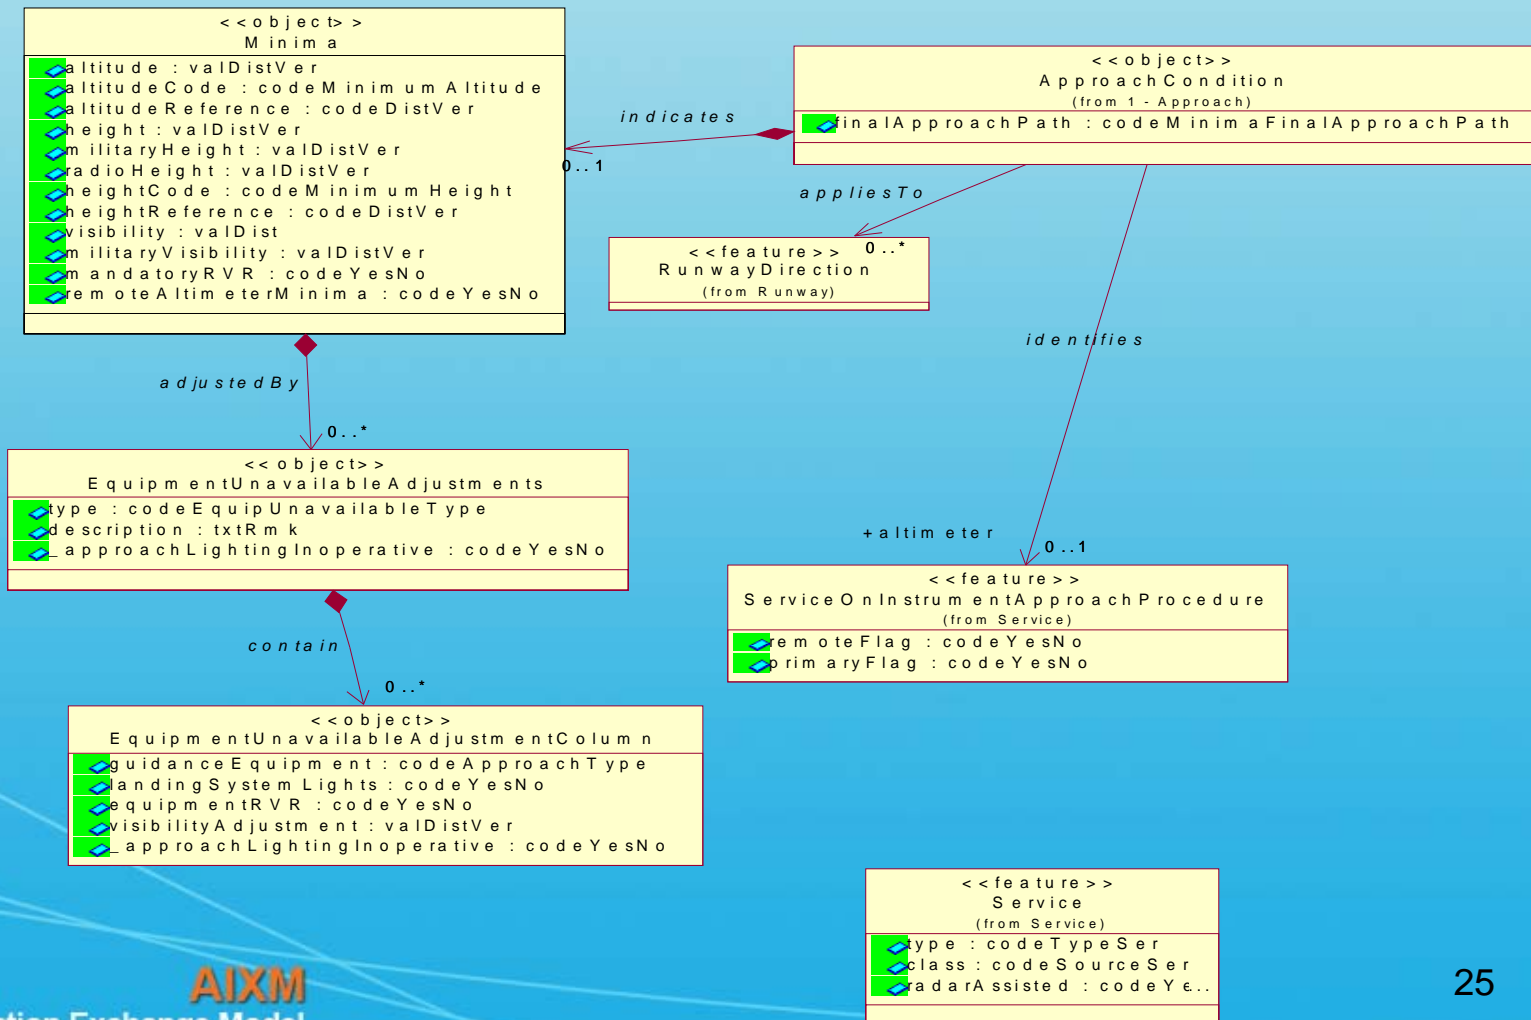 <<object>>
Minima
altitude : valDistVer
altitudeCode : codeMinimumAltitude
altitudeReference : codeDistVer
height : valDistVer
militaryHeight : valDistVer
radioHeight : valDistVer
heightCode : codeMinimumHeight
heightReference : codeDistVer
visibility : valDist
militaryVisibility : valDistVer
mandatoryRVR : codeYesNo
remoteAltimeterMinima : codeYesNo
<<object>>
ApproachCondition
(from 1 - Approach)
finalApproachPath : codeMinimaFinalApproachPath
indicates
0..1
appliesTo
0..*
<<feature>>
RunwayDirection
(from Runway)
identifies
adjustedBy
0..*
<<object>>
EquipmentUnavailableAdjustments
type : codeEquipUnavailableType
description : txtRmk
_approachLightingInoperative : codeYesNo
+altimeter
0..1
<<feature>>
ServiceOnInstrumentApproachProcedure
(from Service)
remoteFlag : codeYesNo
primaryFlag : codeYesNo
contain
0..*
<<object>>
EquipmentUnavailableAdjustmentColumn
guidanceEquipment : codeApproachType
landingSystemLights : codeYesNo
equipmentRVR : codeYesNo
visibilityAdjustment : valDistVer
_approachLightingInoperative : codeYesNo
<<feature>>
Service
(from Service)
type : codeTypeSer
class : codeSourceSer
radarAssisted : codeYe...
AIXM
25